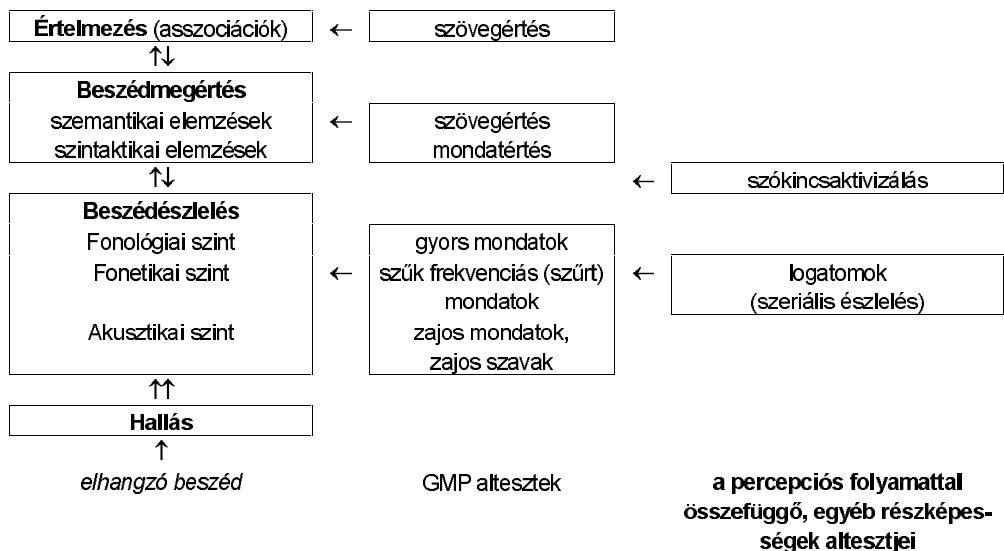 Értelmezés (asszociációk) ← szövegértés
↑↓
Beszédmegértés
szemantikai elemzések ← szövegértés
szintaktikai elemzések mondatértés
↑↓ ← szókincsaktivizálás
Beszédészlelés
Fonológiai szint gyors mondatok
Fonetikai szint ← szűk frekvenciás (szűrt) ← logatomok
mondatok (szeriális észlelés)
Akusztikai szint zajos mondatok,
zajos szavak
↑↑
Hallás
↑
elhangzó beszéd GMP altesztek a percepciós folyamattal
összefüggő, egyéb részképes-
ségek altesztjei